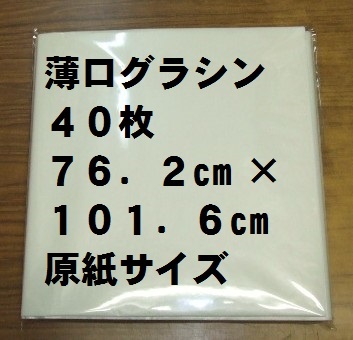 薄口グラシン
４０枚
７６．２㎝×
１０１．６㎝
原紙サイズ